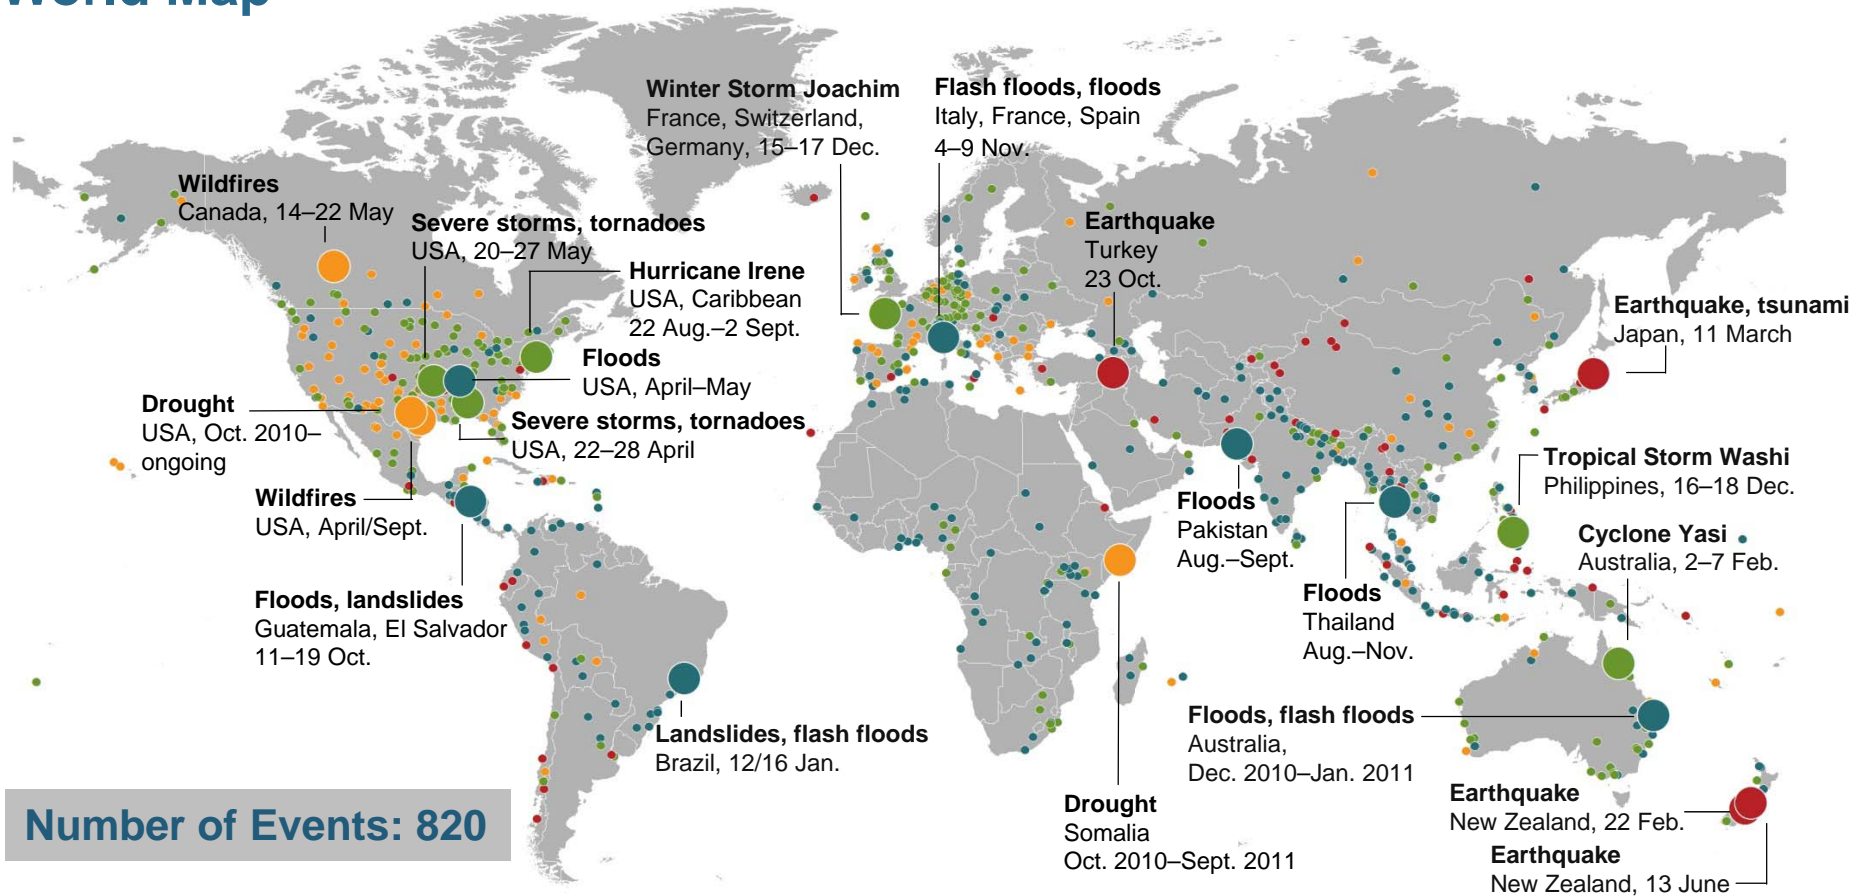 World Map
Winter Storm Joachim
France, Switzerland,
Germany, 15–17 Dec.
Flash floods, floods
Italy, France, Spain
4–9 Nov.
Wildfires
Canada, 14–22 May
Severe storms, tornadoes
USA, 20–27 May
Hurricane Irene
USA, Caribbean
22 Aug.–2 Sept.
Earthquake
Turkey
23 Oct.
Earthquake, tsunami
Japan, 11 March
Floods
USA, April–May
Drought
USA, Oct. 2010–
ongoing
Severe storms, tornadoes
USA, 22–28 April
Wildfires
USA, April/Sept.
Tropical Storm Washi
Philippines, 16–18 Dec.
Floods
Pakistan
Aug.–Sept.
Cyclone Yasi
Australia, 2–7 Feb.
Floods, landslides
Guatemala, El Salvador
11–19 Oct.
Floods
Thailand
Aug.–Nov.
Landslides, flash floods
Brazil, 12/16 Jan.
Floods, flash floods
Australia,
Dec. 2010–Jan. 2011
Drought
Somalia
Oct. 2010–Sept. 2011
Earthquake
New Zealand, 22 Feb.
Earthquake
New Zealand, 13 June
Number of Events: 820